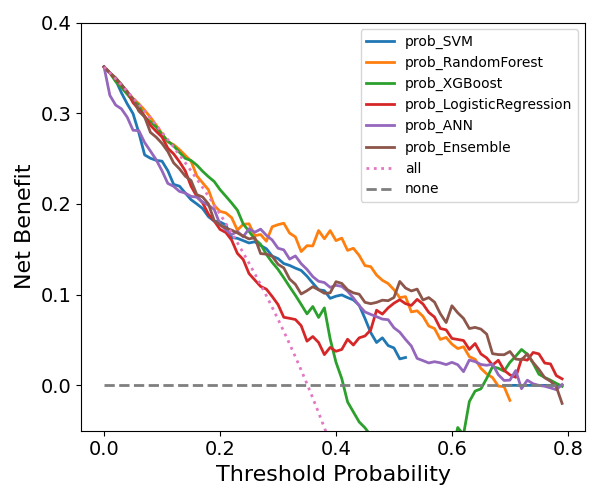 0.4
0.3
0.2
0.1
0.0
Net Benefit
prob_SVM
prob_RandomForest
prob_XGBoost
prob_LogisticRegression
prob_ANN
prob_Ensemble
all
none
0.0 0.2 0.4 0.6 0.8
Threshold Probability